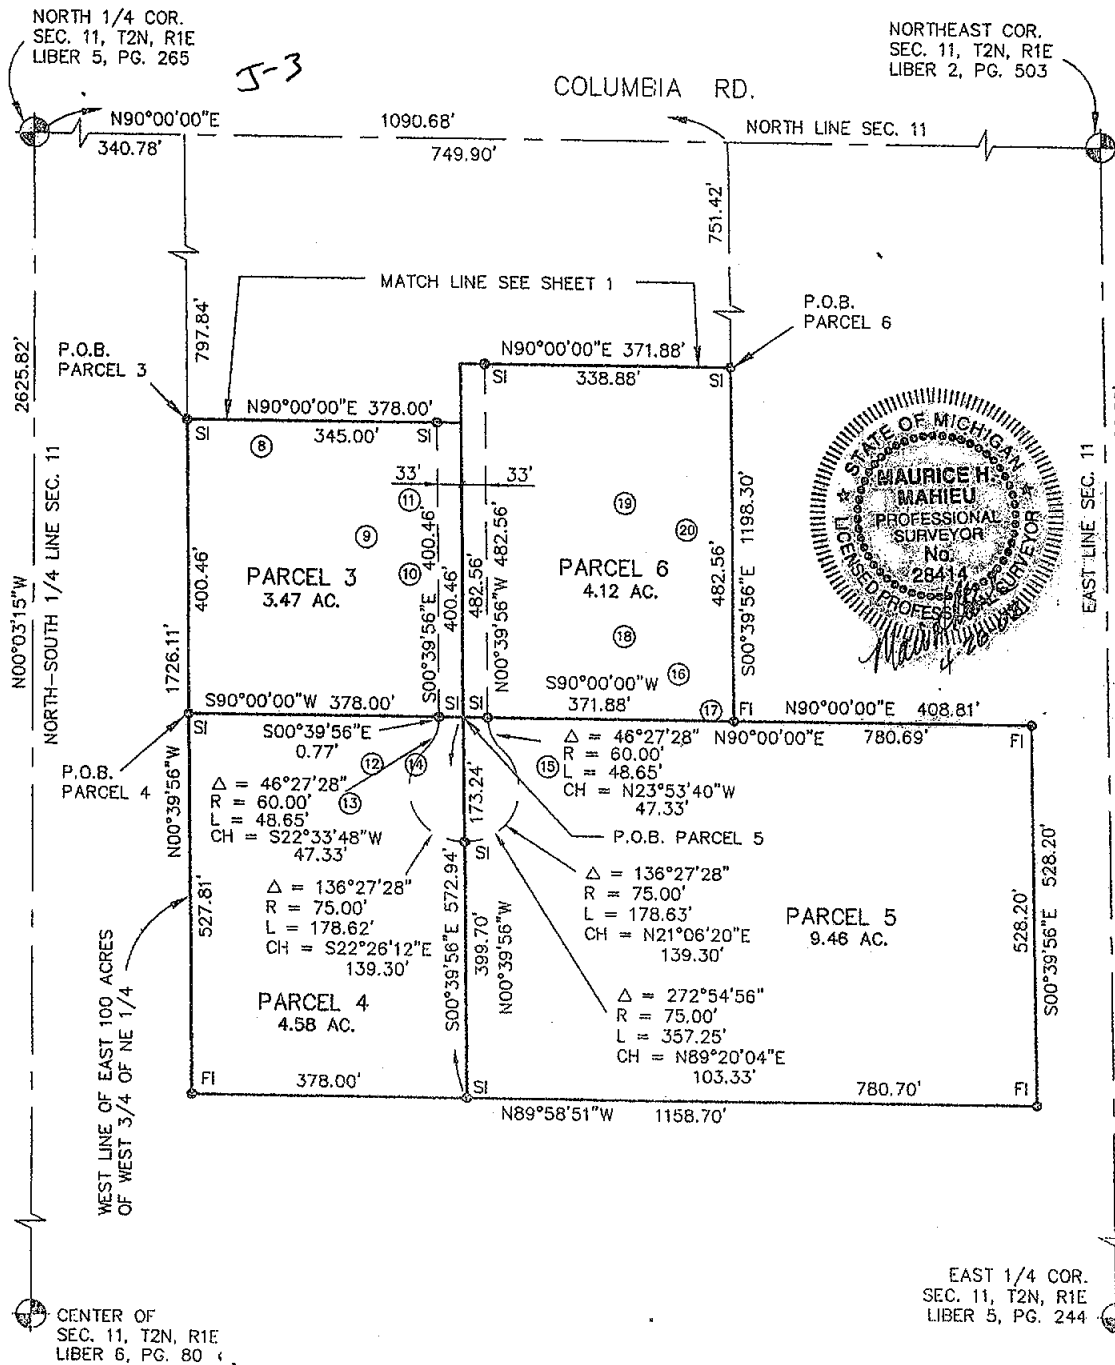 NORTH 1/4 COR.
SEC. 11, T2N, R1E
LIBER 5, PG. 265
J-3
COLUMBIA RD.
NORTHEAST COR.
SEC. 11, T2N, R1E
LIBER 2, PG. 503
N90°00'00"E
1090.68'
NORTH LINE SEC. 11
340.78'
749.90'
751.42'
MATCH LINE SEE SHEET 1
P.O.B.
PARCEL 6
797.84'
P.O.B.
PARCEL 3
2625.82'
N90°00'00"E 371.88'
338.88'
SI
SI
N90°00'00"E 378.00'
345.00'
SI
SI
8
33'
33'
11
9
10
19
20
PARCEL 3
3.47 AC.
PARCEL 6
4.12 AC.
400.46'
S00°39'56"E 400.46'
400.46'
482.56'
N00°39'56"W 482.56'
482.56'
S00°39'56"E 1198.30'
STATE OF MICHIGAN
MAURICE H.
MAHIEU
PROFESSIONAL
SURVEYOR
No.
28414
LICENSED PROFESSIONAL SURVEYOR
EAST LINE SEC. 11
N00°03'15"W
NORTH-SOUTH 1/4 LINE SEC. 11
1726.11'
18
16
17
S90°00'00"W 378.00'
SI
SI
SI
S90°00'00"W
371.88'
FI
N90°00'00"E 408.81'
N90°00'00"E 780.69'
FI
S00°39'56"E
0.77'
P.O.B.
PARCEL 4
12
14
13
15
Δ = 46°27'28"
R = 60.00'
L = 48.65'
CH = S22°33'48"W
47.33'
Δ = 46°27'28"
R = 60.00'
L = 48.65'
CH = N23°53'40"W
47.33'
173.24'
SI
P.O.B. PARCEL 5
N00°39'56"W
527.81'
Δ = 136°27'28"
R = 75.00'
L = 178.62'
CH = S22°26'12"E
139.30'
Δ = 136°27'28"
R = 75.00'
L = 178.63'
CH = N21°06'20"E
139.30'
PARCEL 5
9.46 AC.
528.20'
S00°39'56"E 528.20'
S00°39'56"E 572.94'
399.70'
N00°39'56"W
Δ = 272°54'56"
R = 75.00'
L = 357.25'
CH = N89°20'04"E
103.33'
PARCEL 4
4.58 AC.
WEST LINE OF EAST 100 ACRES
OF WEST 3/4 OF NE 1/4
FI
378.00'
SI
780.70'
FI
N89°58'51"W 1158.70'
CENTER OF
SEC. 11, T2N, R1E
LIBER 6, PG. 80
EAST 1/4 COR.
SEC. 11, T2N, R1E
LIBER 5, PG. 244